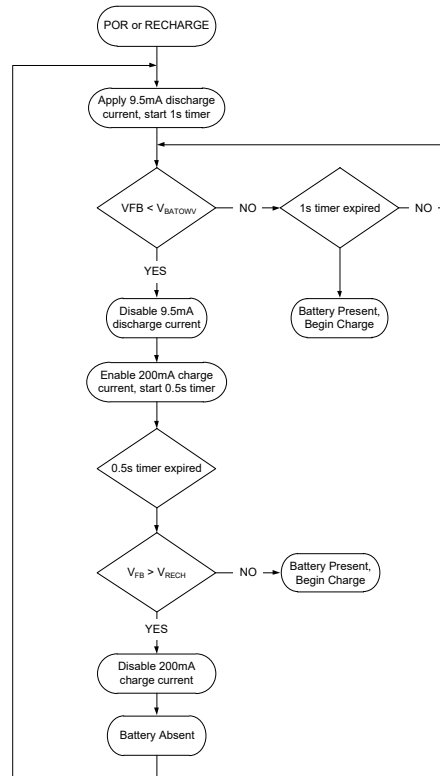 POR or RECHARGE
Apply 9.5mA discharge
current, start 1s timer
VFB < VBATOWV
NO
1s timer expired
NO
YES
Battery Present,
Begin Charge
Disable 9.5mA
discharge current
Enable 200mA charge
current, start 0.5s timer
0.5s timer expired
VFB > VRECH
NO
Battery Present,
Begin Charge
YES
Disable 200mA
charge current
Battery Absent